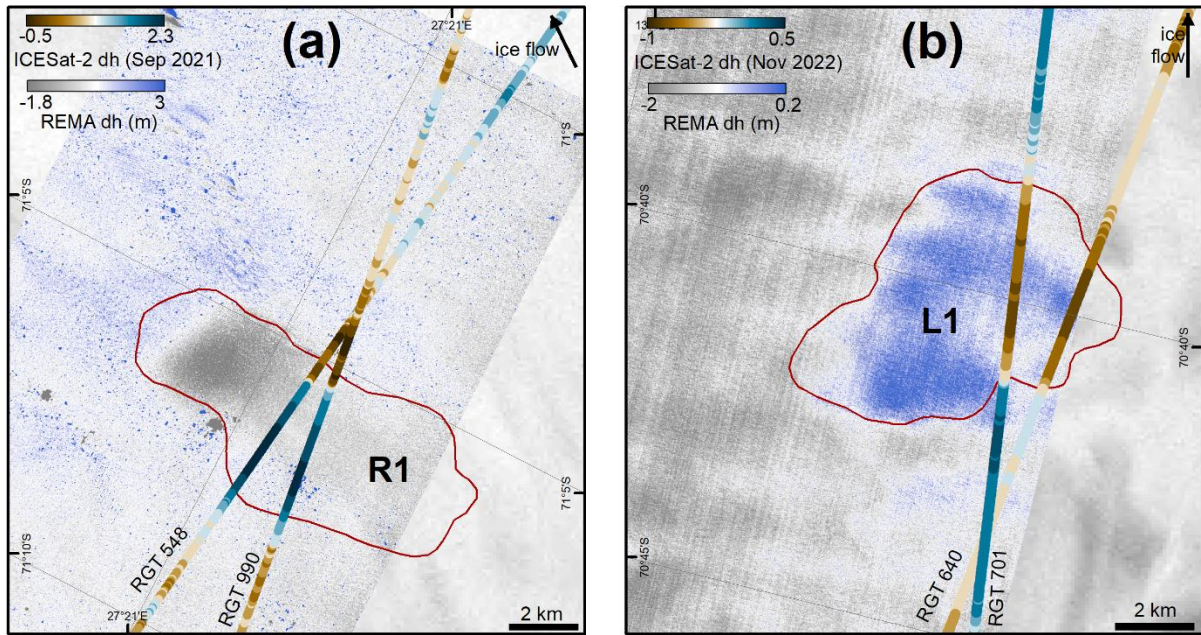 (a)
-0.5 2.3
ICESat-2 dh (Sep 2021)
-1.8 3
REMA dh (m)
27°21'E
ice flow
71°S
71°5'S
R1
71°5'S
71°10'S
RGT 548
RGT 990
27°21'E
2 km
(b)
-1 0.5
ICESat-2 dh (Nov 2022)
-2 0.2
REMA dh (m)
ice
flow
70°40'S
L1
70°40'S
70°45'S
RGT 640
RGT 701
2 km